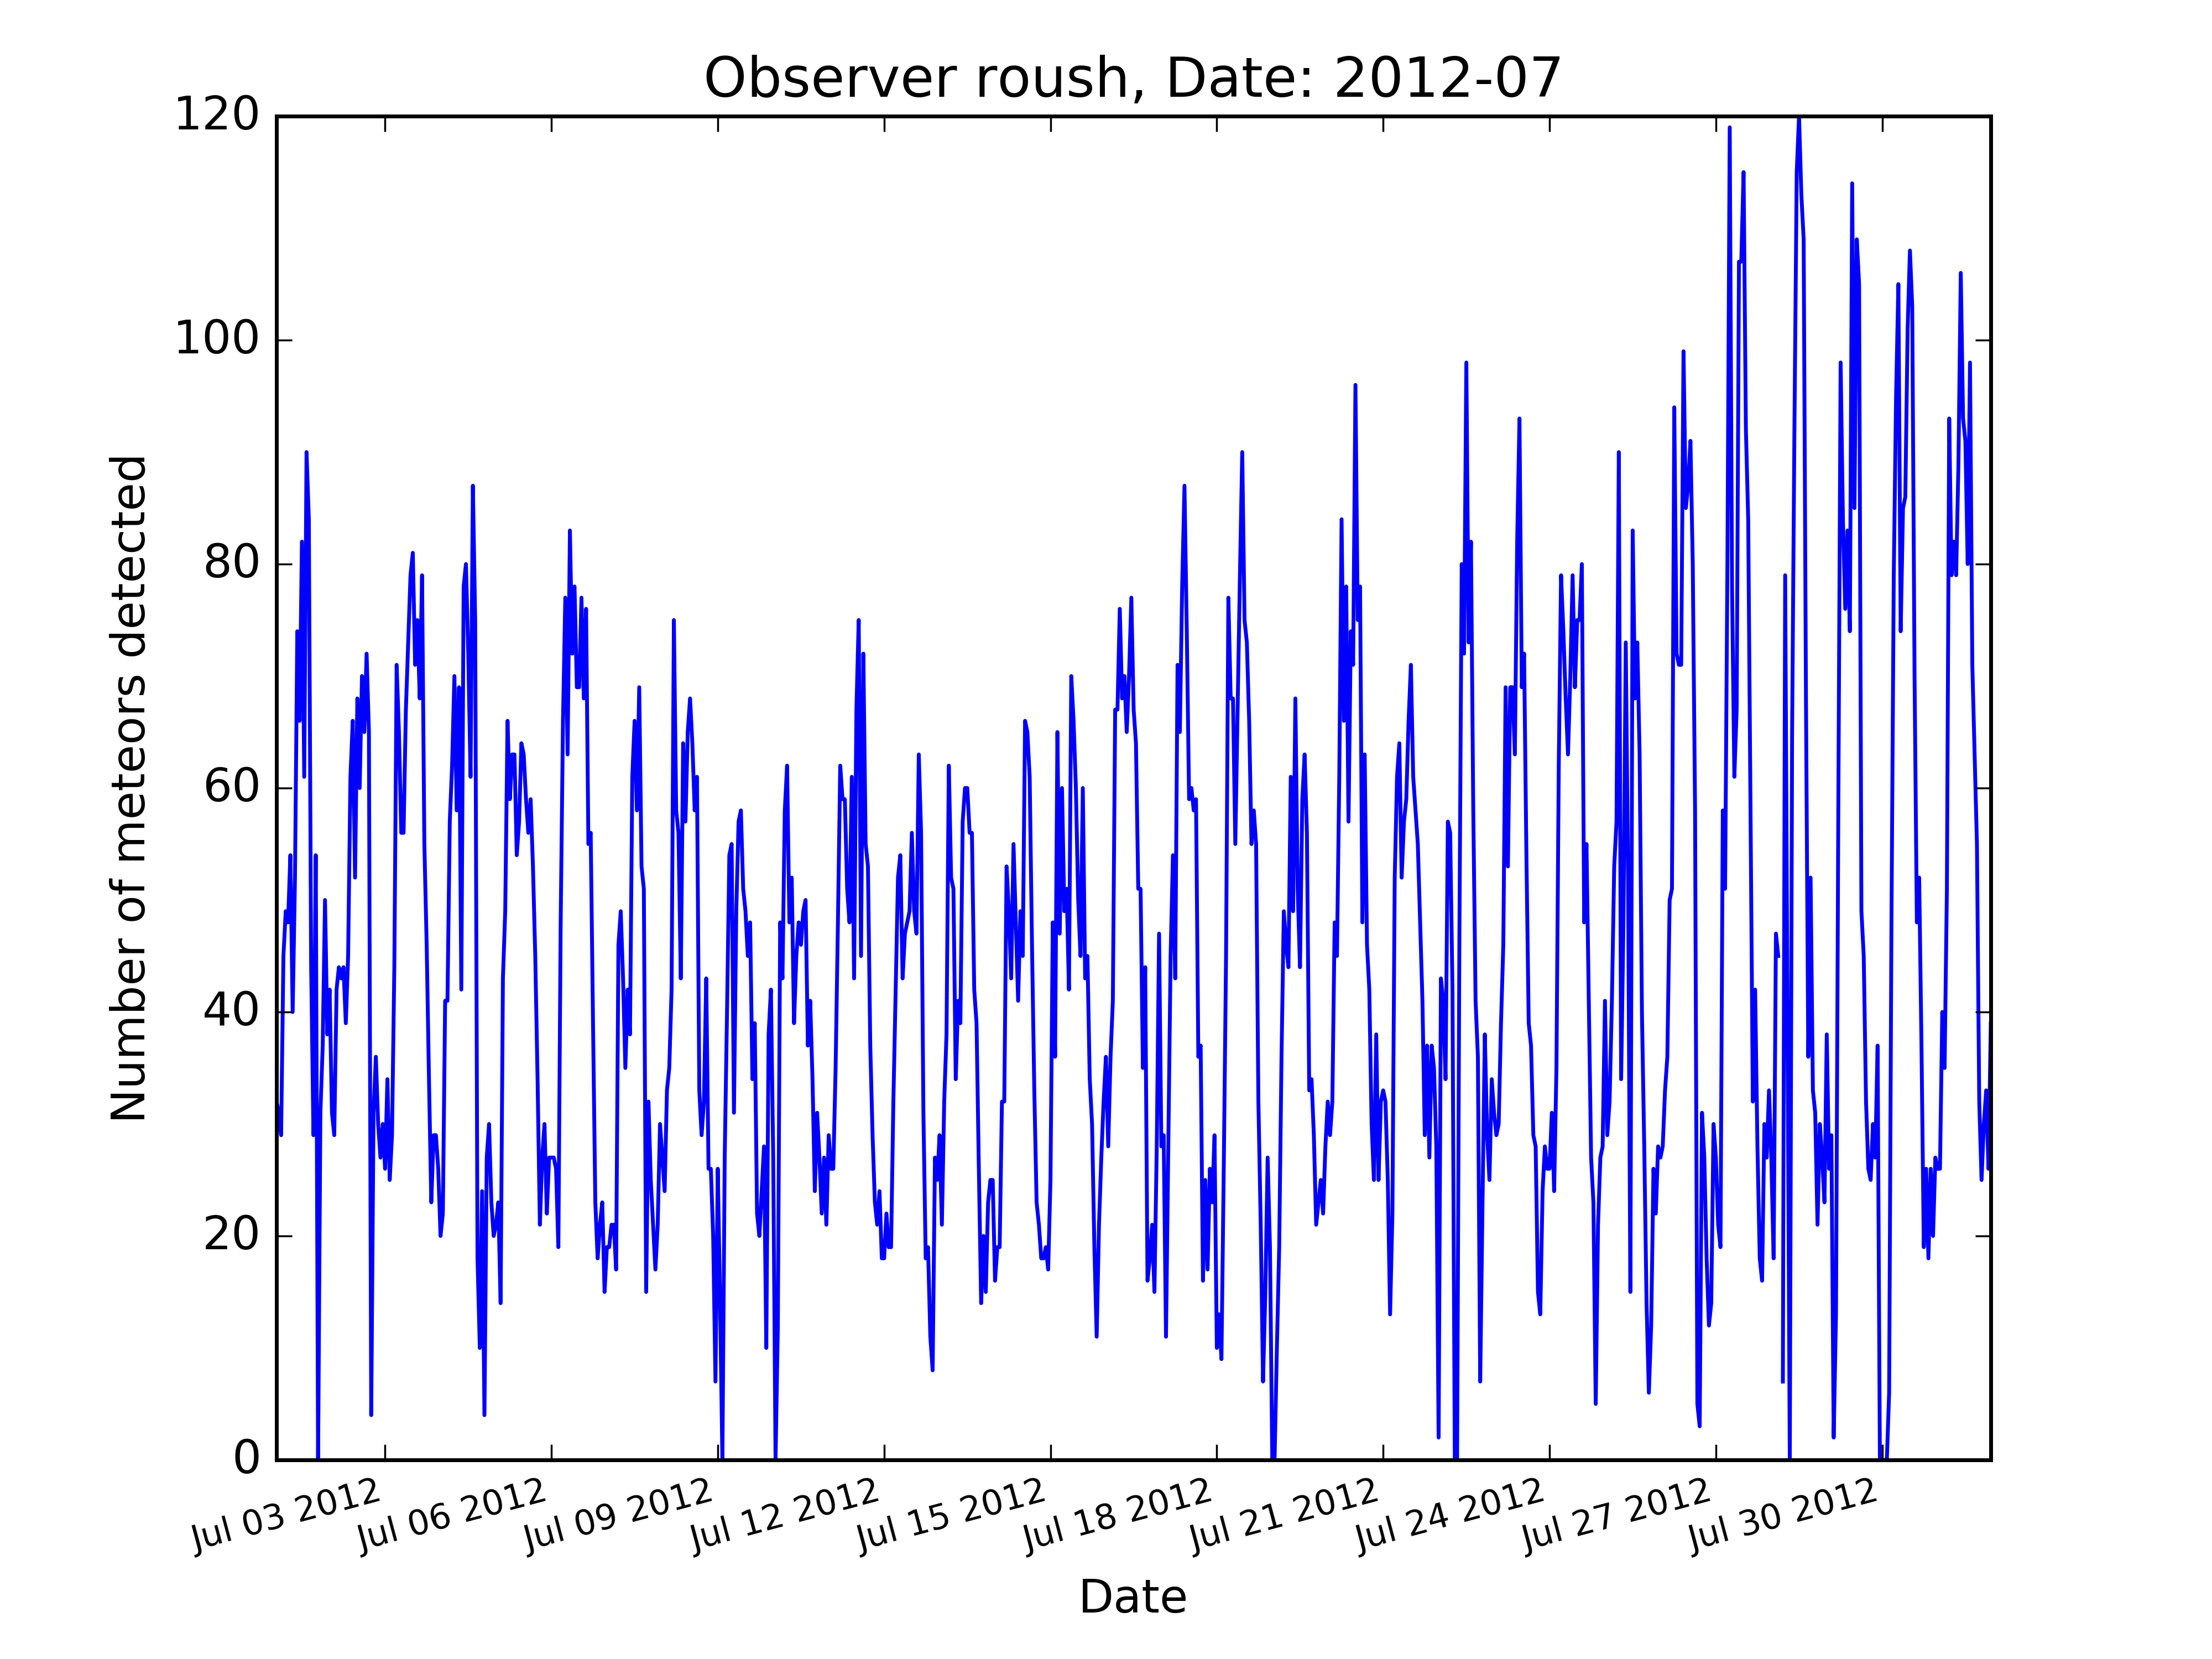 Observer roush, Date: 2012-07
120
100
80
60
40
20
0
Number of meteors detected
Jul 03 2012
Jul 06 2012
Jul 09 2012
Jul 12 2012
Jul 15 2012
Jul 18 2012
Jul 21 2012
Jul 24 2012
Jul 27 2012
Jul 30 2012
Date